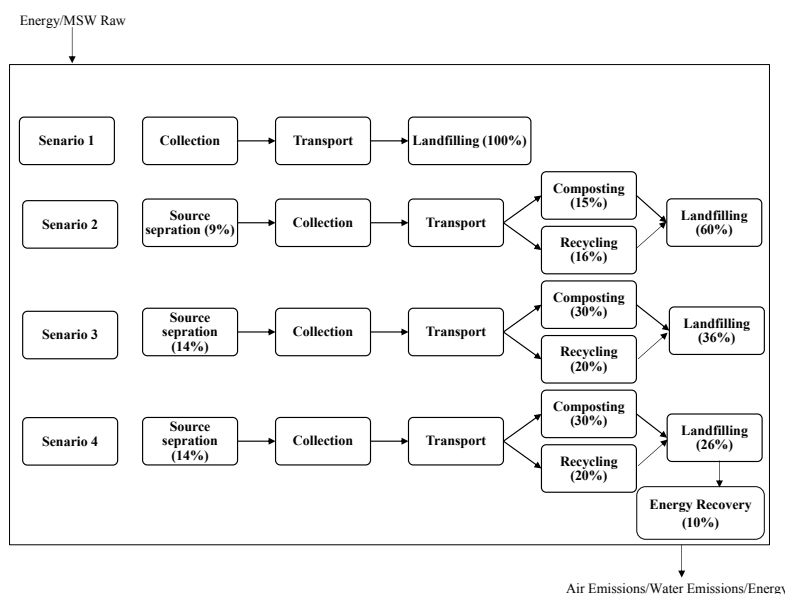 Energy/MSW Raw
Senario 1
Collection
Transport
Landfilling (100%)
Senario 2
Source
sepration (9%)
Collection
Transport
Composting
(15%)
Recycling
(16%)
Landfilling
(60%)
Senario 3
Source
sepration
(14%)
Collection
Transport
Composting
(30%)
Recycling
(20%)
Landfilling
(36%)
Senario 4
Source
sepration
(14%)
Collection
Transport
Composting
(30%)
Recycling
(20%)
Landfilling
(26%)
Energy Recovery
(10%)
Air Emissions/Water Emissions/Energy